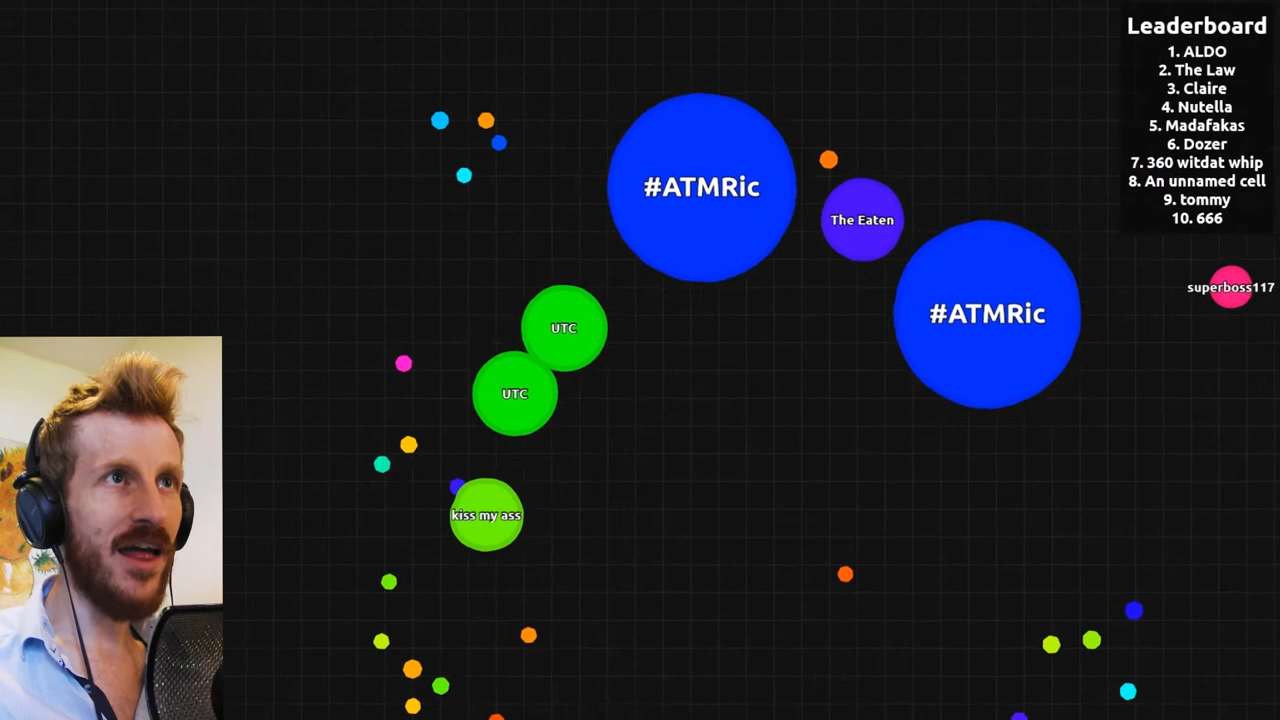 Leaderboard
1. ALDO
2. The Law
3. Claire
4. Nutella
5. Madafakas
6. Dozer
7. 360 witdat whip
8. An unnamed cell
9. tommy
10. 666
#ATMRic
The Eaten
superboss117
#ATMRic
UTC
UTC
kiss my ass